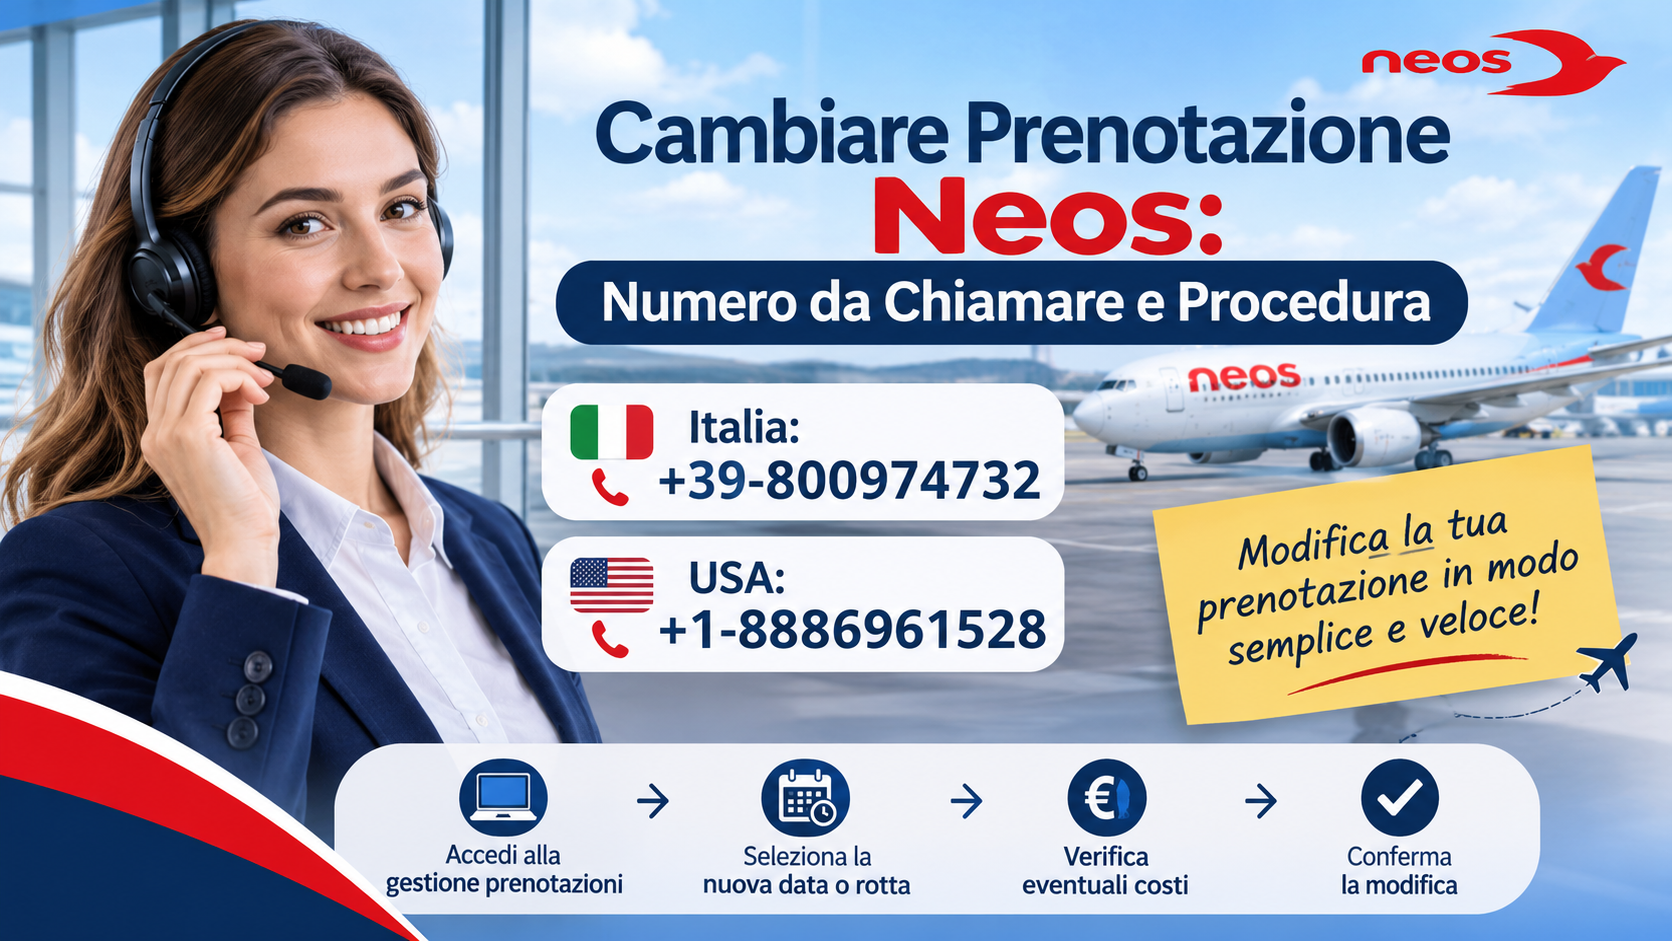 neos
Cambiare Prenotazione
Neos:
Numero da Chiamare e Procedura
neos
Italia:
+39-800974732
USA:
+1-8886961528
Modifica la tua
prenotazione in modo
semplice e veloce!
Accedi alla
gestione prenotazioni
Seleziona la
nuova data o rotta
€
Verifica
eventuali costi
Conferma
la modifica